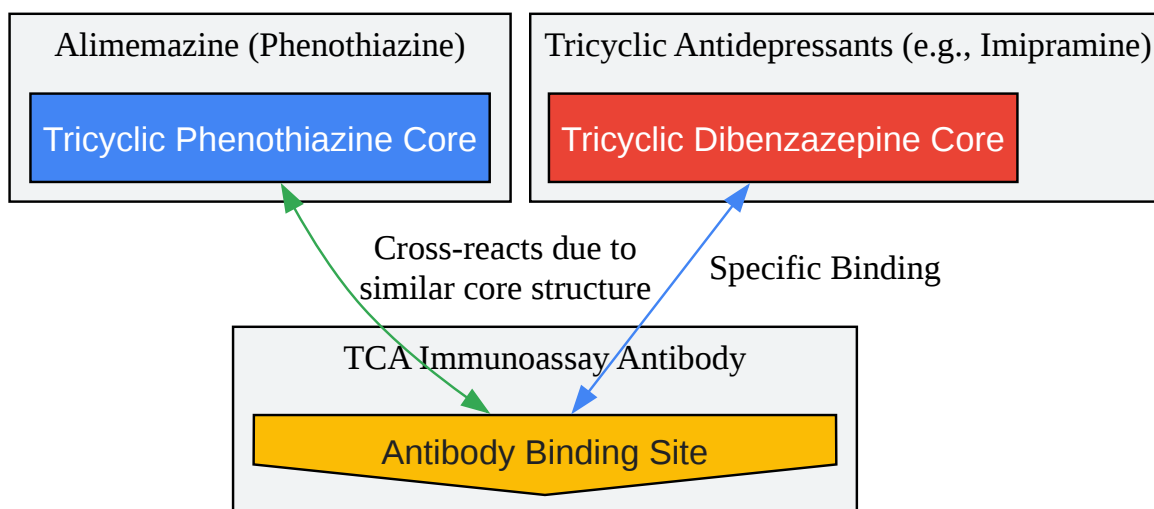 Alimemazine (Phenothiazine)
Tricyclic Phenothiazine Core
Tricyclic Antidepressants (e.g., Imipramine)
Tricyclic Dibenzazepine Core
Cross-reacts due to
similar core structure
Specific Binding
TCA Immunoassay Antibody
Antibody Binding Site